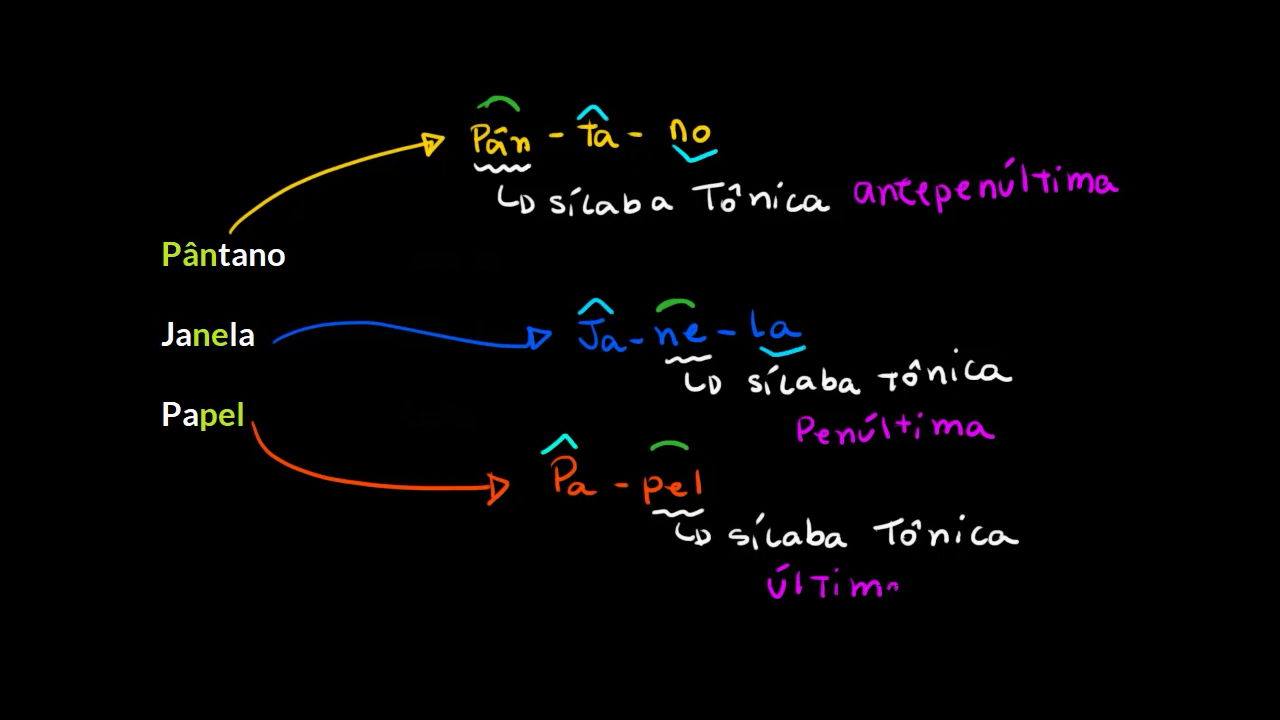 Pân - ta - no
sílaba Tônica antepenúltima
Pântano
Janela
Ja - ne - la
sílaba tônica
Penúltima
Papel
Pa - pel
sílaba Tônica